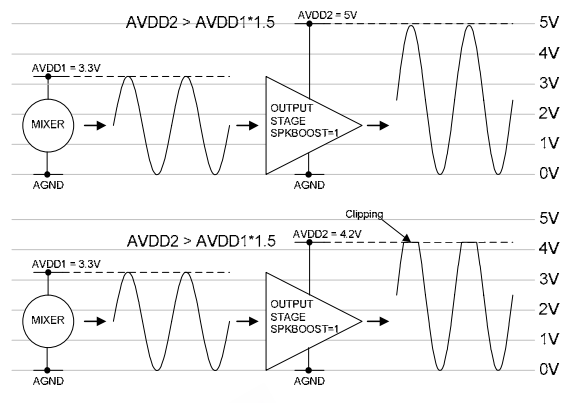 AVDD2 > AVDD1*1.5
AVDD2 = 5V
5V
4V
AVDD1 = 3.3V
3V
MIXER
OUTPUT
STAGE
SPKBOOST=1
2V
1V
0V
AGND
AGND
Clipping
5V
AVDD2 > AVDD1*1.5
AVDD2 = 4.2V
4V
AVDD1 = 3.3V
3V
MIXER
OUTPUT
STAGE
SPKBOOST=1
2V
1V
0V
AGND
AGND